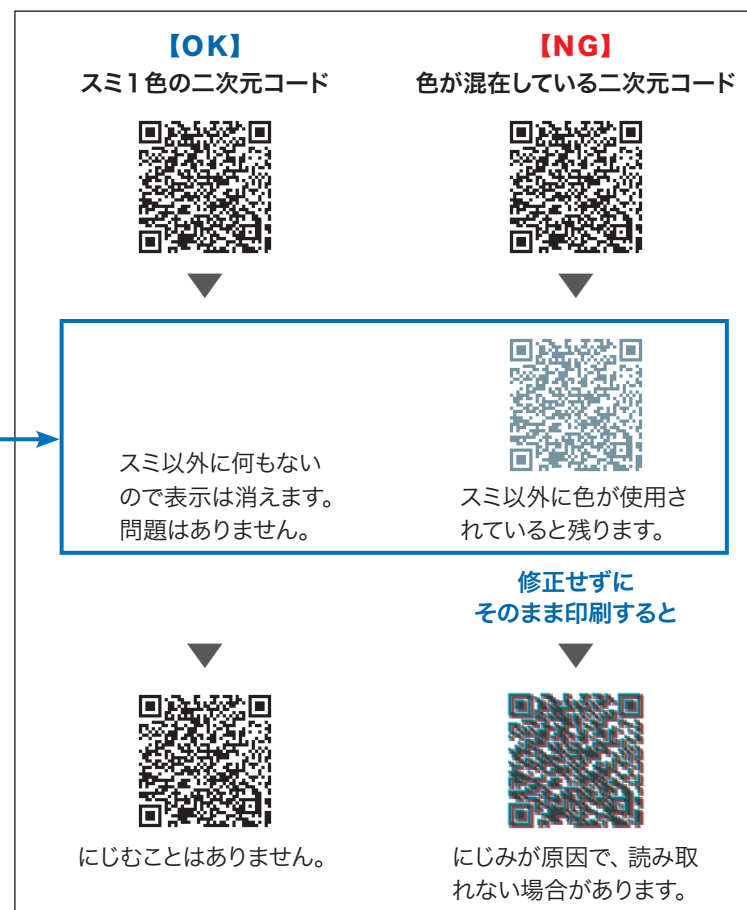 【OK】
スミ1色の二次元コード
【NG】
色が混在している二次元コード
スミ以外に何もない
ので表示は消えます。
問題はありません。
スミ以外に色が使用さ
れていると残ります。
修正せずに
そのまま印刷すると
にじむことはありません。
にじみが原因で、読み取
れない場合があります。